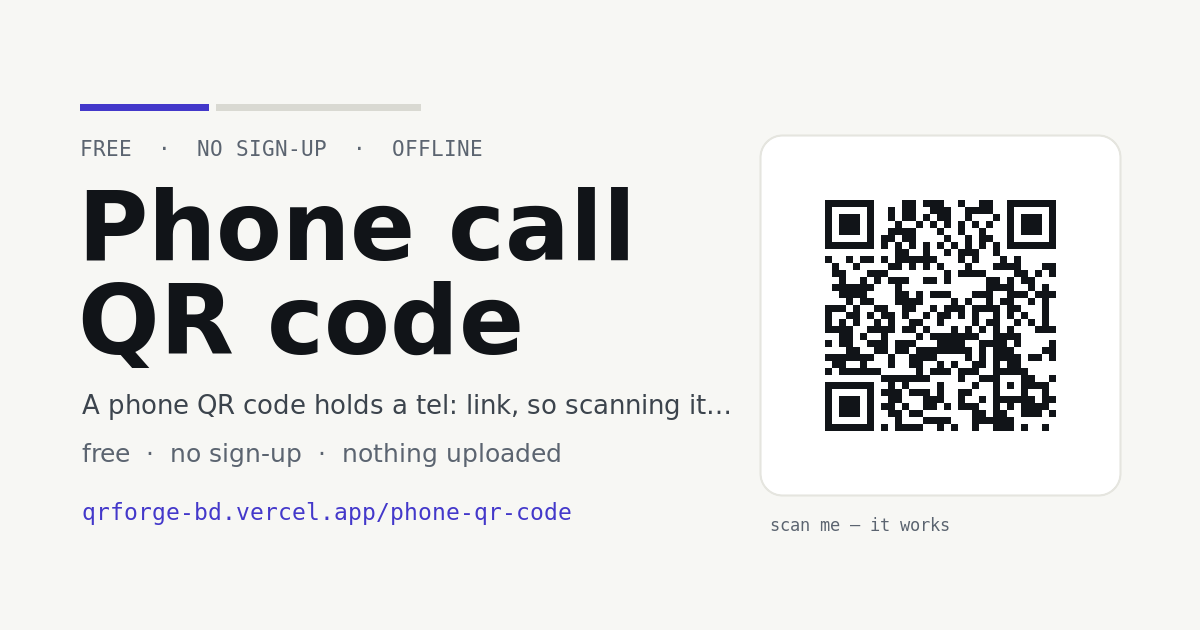 FREE · NO SIGN-UP · OFFLINE
Phone call
QR code
A phone QR code holds a tel: link, so scanning it…
free · no sign-up · nothing uploaded
qrforge-bd.vercel.app/phone-qr-code
scan me — it works